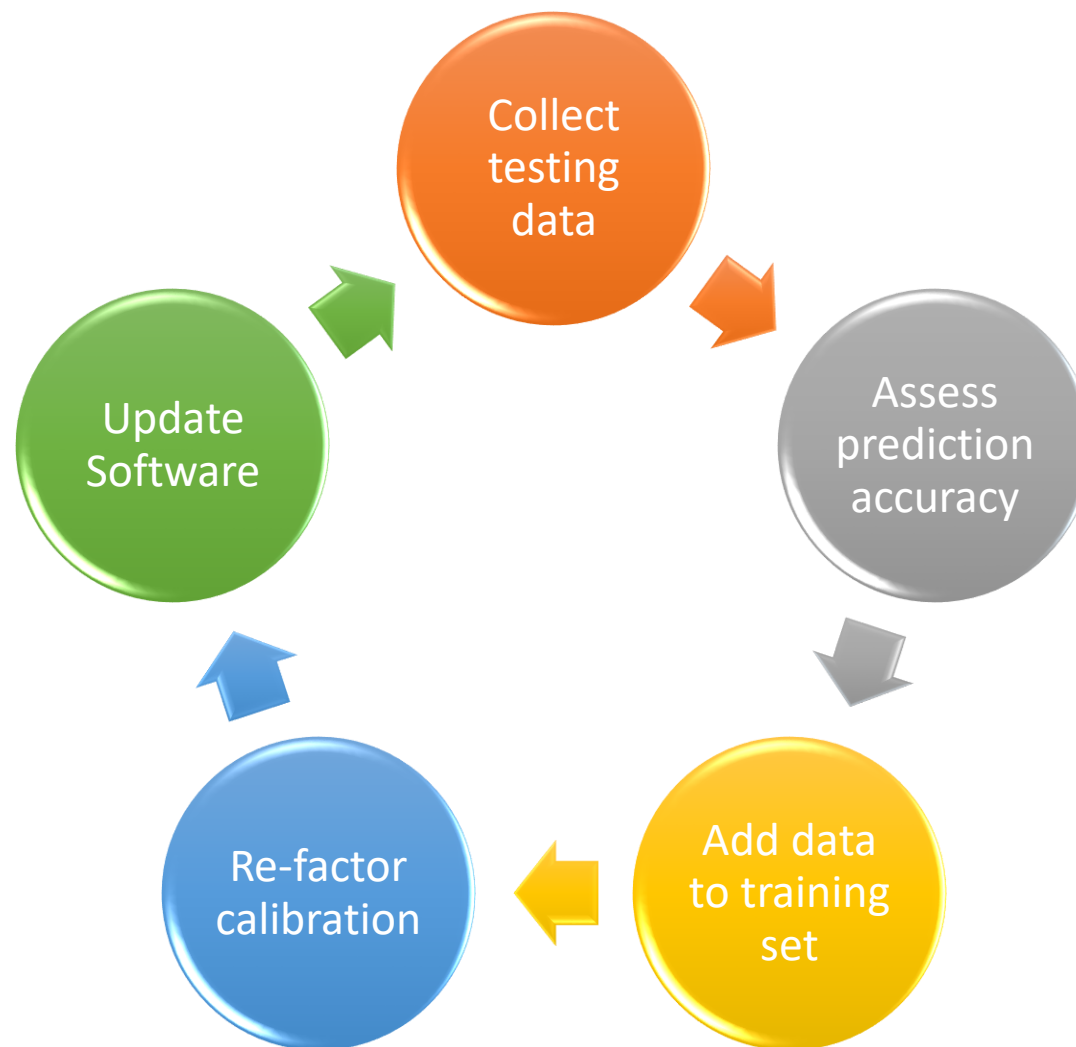 Collect
testing
data
Assess
prediction
accuracy
Add data
to training
set
Re-factor
calibration
Update
Software